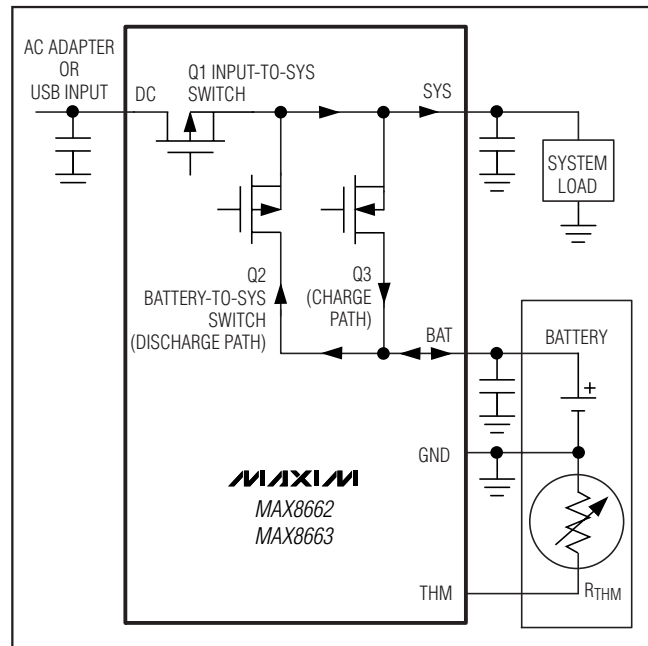 AC ADAPTER
OR
USB INPUT
DC
Q1 INPUT-TO-SYS
SWITCH
SYS
SYSTEM
LOAD
Q2
BATTERY-TO-SYS
SWITCH
(DISCHARGE PATH)
Q3
(CHARGE
PATH)
BAT
BATTERY
+
GND
MAXIM
MAX8662
MAX8663
THM
RTHM